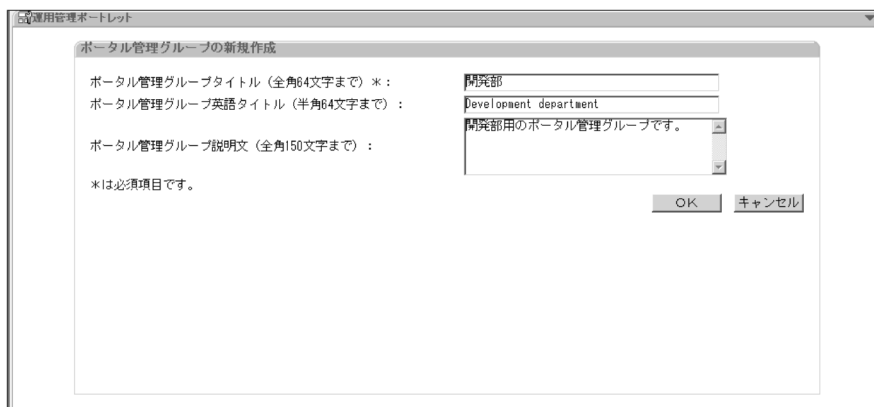 運用管理ポートレット
ポータル管理グループの新規作成
ポータル管理グループタイトル（全角64文字まで）＊： 開発部
ポータル管理グループ英語タイトル（半角64文字まで）： Development department
ポータル管理グループ説明文（全角150文字まで）： 開発部用のポータル管理グループです。
＊は必須項目です。
OK キャンセル